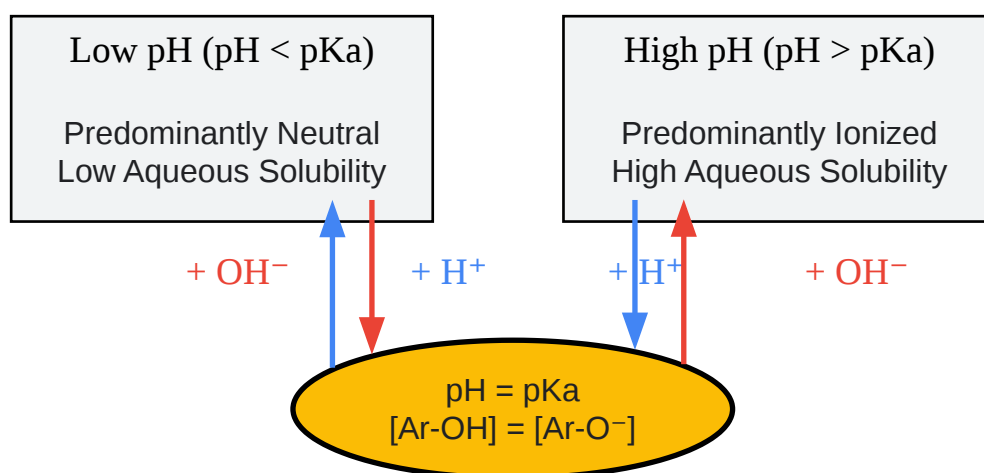 Low pH (pH < pKa)
Predominantly Neutral
Low Aqueous Solubility
High pH (pH > pKa)
Predominantly Ionized
High Aqueous Solubility
+ OH⁻
+ H⁺
+ H⁺
+ OH⁻
pH = pKa
[Ar-OH] = [Ar-O⁻]